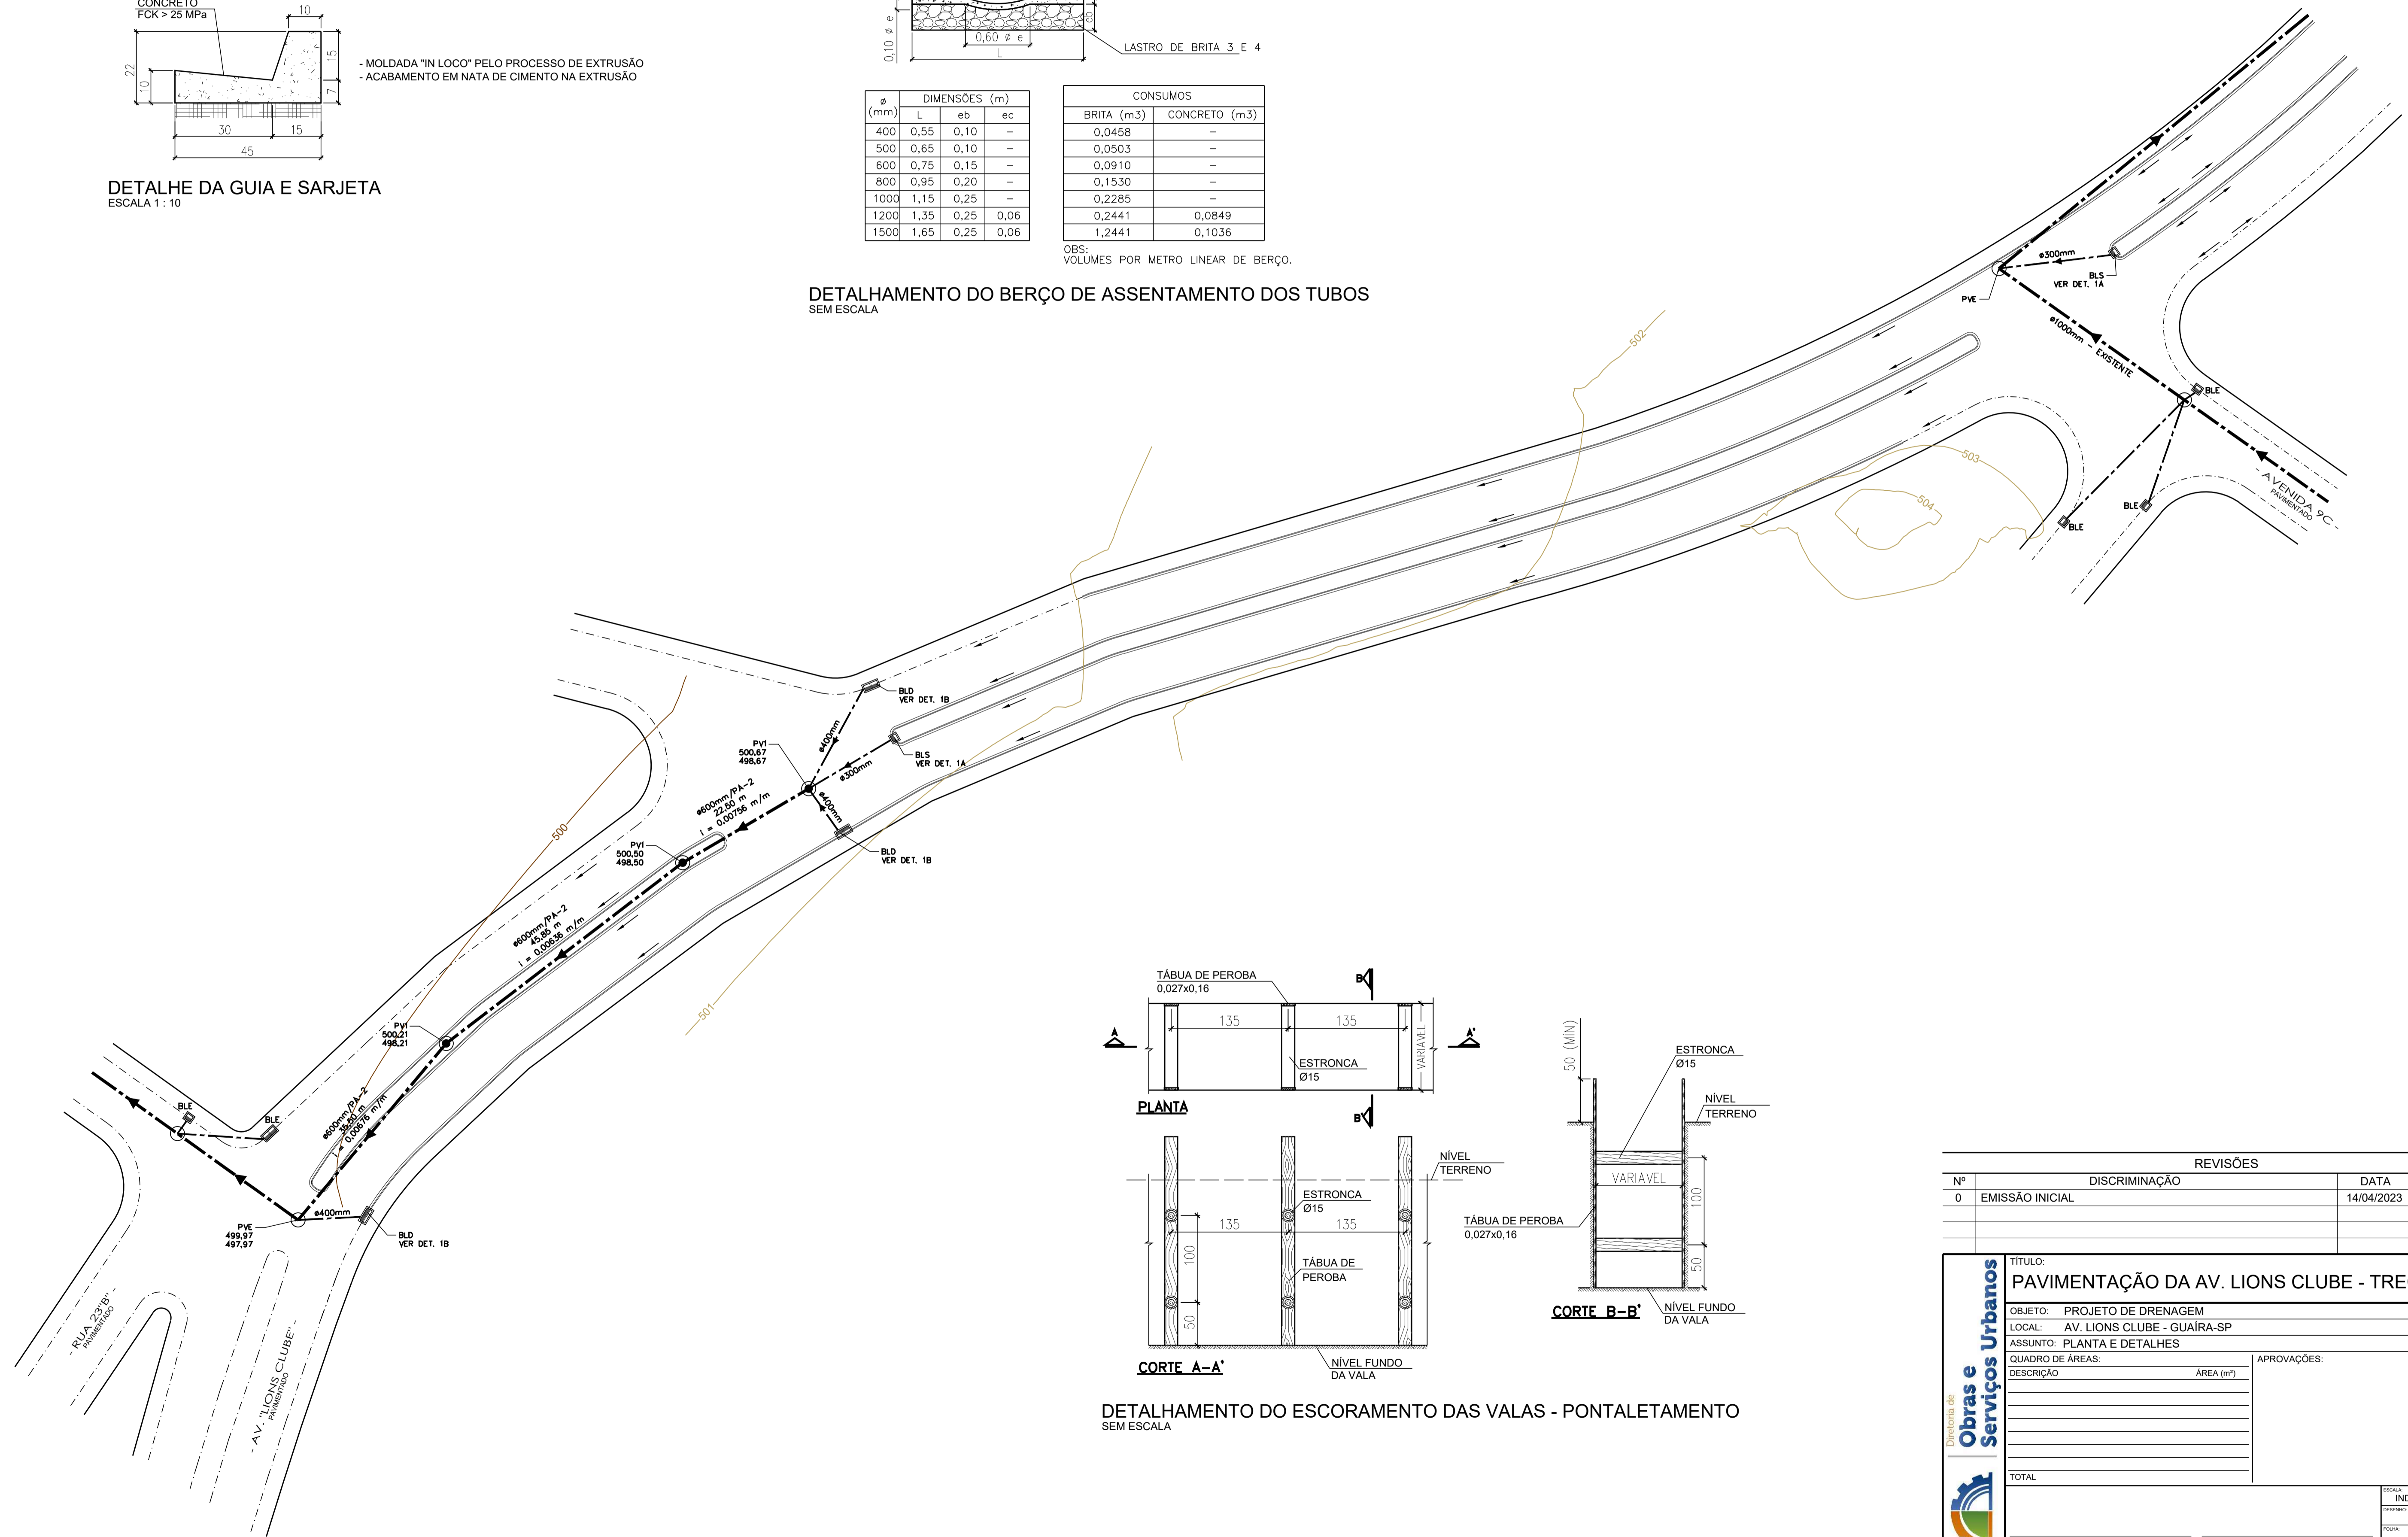 CONCRETO
FCK > 25 MPa
10
22
10
15
7
30
15
45
- MOLDADA "IN LOCO" PELO PROCESSO DE EXTRUSÃO
- ACABAMENTO EM NATA DE CIMENTO NA EXTRUSÃO
DETALHE DA GUIA E SARJETA
ESCALA 1 : 10
0,10 ø e
0,60 ø e
L
eb
LASTRO DE BRITA 3 E 4
ø (mm) DIMENSÕES (m)
L eb ec
400 0,55 0,10 –
500 0,65 0,10 –
600 0,75 0,15 –
800 0,95 0,20 –
1000 1,15 0,25 –
1200 1,35 0,25 0,06
1500 1,65 0,25 0,06
CONSUMOS
BRITA (m3) CONCRETO (m3)
0,0458 –
0,0503 –
0,0910 –
0,1530 –
0,2285 –
0,2441 0,0849
1,2441 0,1036
OBS:
VOLUMES POR METRO LINEAR DE BERÇO.
DETALHAMENTO DO BERÇO DE ASSENTAMENTO DOS TUBOS
SEM ESCALA
ø300mm
BLS
VER DET. 1A
PVE
ø1000mm - EXISTENTE
BLE
BLE
BLE
- AVENIDA 9C -
PAVIMENTADO
502
503
504
BLD
VER DET. 1B
ø400mm
PV1
500,67
498,67
BLS
VER DET. 1A
ø300mm
ø400mm
BLD
VER DET. 1B
ø600mm/PA-2
22,50 m
i = 0,00756 m/m
500
PV1
500,50
498,50
ø600mm/PA-2
45,85 m
i = 0,00636 m/m
501
PV1
500,21
498,21
ø600mm/PA-2
35,60 m
i = 0,00676 m/m
BLE
BLE
ø400mm
PVE
499,97
497,97
BLD
VER DET. 1B
- RUA 23"B" -
PAVIMENTADO
- AV. "LIONS CLUBE" -
PAVIMENTADO
TÁBUA DE PEROBA
0,027x0,16
B
135
135
A
A'
VARIAVEL
ESTRONCA
Ø15
PLANTA
B'
NÍVEL
TERRENO
ESTRONCA
Ø15
135
135
100
50
TÁBUA DE
PEROBA
NÍVEL FUNDO
DA VALA
CORTE A-A'
50 (MÍN)
ESTRONCA
Ø15
NÍVEL
TERRENO
VARIAVEL
100
50
TÁBUA DE PEROBA
0,027x0,16
NÍVEL FUNDO
DA VALA
CORTE B-B'
DETALHAMENTO DO ESCORAMENTO DAS VALAS - PONTALETAMENTO
SEM ESCALA
REVISÕES
Nº DISCRIMINAÇÃO DATA
0 EMISSÃO INICIAL 14/04/2023
Diretoria de
Obras e
Serviços Urbanos
TÍTULO:
PAVIMENTAÇÃO DA AV. LIONS CLUBE -
OBJETO: PROJETO DE DRENAGEM
LOCAL: AV. LIONS CLUBE - GUAÍRA-SP
ASSUNTO: PLANTA E DETALHES
QUADRO DE ÁREAS:
APROVAÇÕES:
DESCRIÇÃO ÁREA (m²)
TOTAL
ESCALA:
DESENHO:
FOLHA: